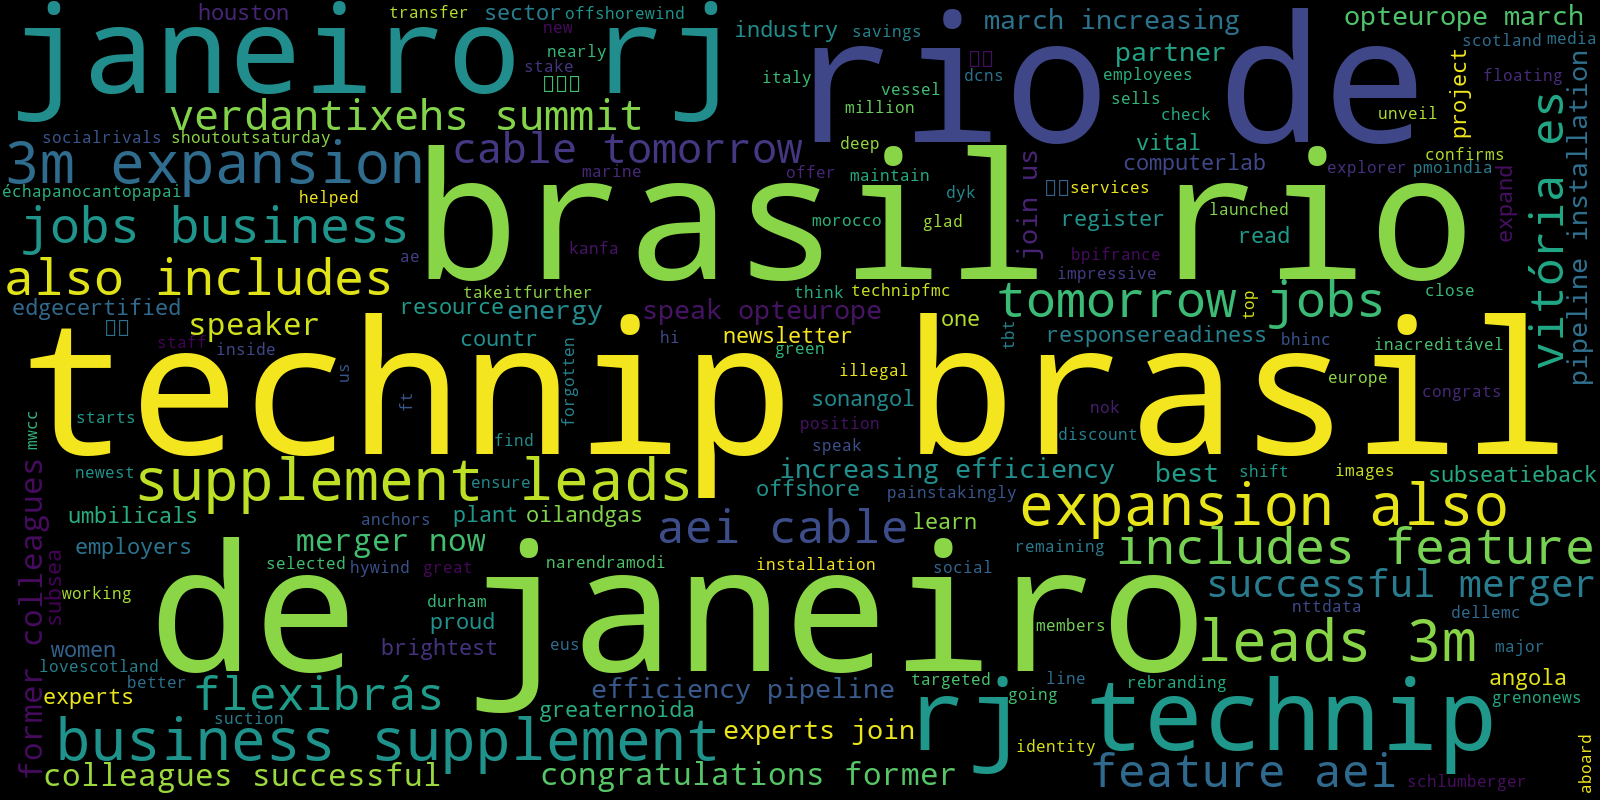 houston transfer sector offshorewind
janeiro rj
new
nearly
stake
industry savings
march increasing
opteurope march
scotland media
partner
rio de
italy
dcns employees
floating
vessel
million
sells
check
unveil
project
verdantixehs summit
socialrivals shoutoutsaturday
deep
vital
3m expansion
cable tomorrow
computerlab
confirms
marine offer maintain
explorer pmoindia
échapanocantopapai
helped
dyk
services
expand
brasil rio
jobs business
morocco glad
join us
register
launched
read
vitória es
pipeline installation
kanfa
ae
bpifrance
impressive
also includes
takeitfurther
think technipfmc
close
edgecertified
resource energy
speak opteurope
tomorrow jobs
top
speaker
countr
newsletter
one
tbt
responsereadiness bhinc
inacreditável
staff inside
hi
green
technip brasil
us
forgotten
illegal
europe
ft
sonangol
nok
congrats
mwcc
starts
find
position
speak
discount
newest
supplement leads
ensure
increasing efficiency
best shift images subseatieback
offshore painstakingly
expansion also
umbilicals
anchors plant oilandgas
aei cable
learn
employers
merger now
remaining
includes feature
former colleagues
subsea
selected hywind great
narendramodi
installation
social
successful merger
working
de janeiro
durham
proud
nttdata
dellemc
women
brightest
eus
members
leads 3m
major
lovescotland
better
targeted
line
rebranding
angola
experts
flexibrás
efficiency pipeline
going
grenonews
suction
greaternoida
rj technip
business supplement
experts join
identity
aboard
colleagues successful
congratulations former
feature aei
schlumberger